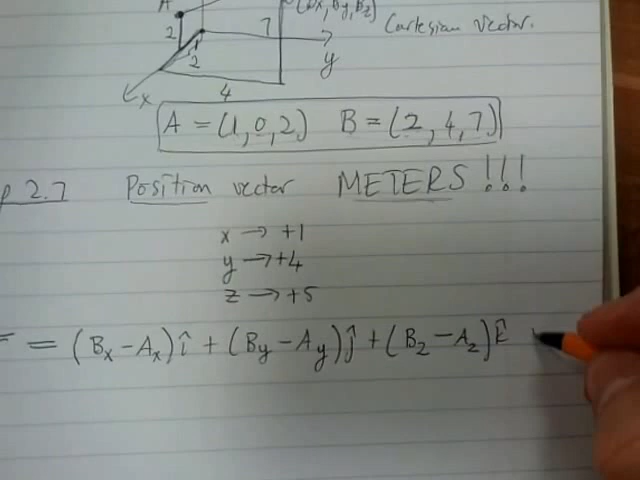 A (Bx, By, Bz)
2 7 Cartesian vector.
1 2 y
x 4
A = (1, 0, 2) B = (2, 4, 7)
p 2.7 Position vector METERS !!!
x → +1
y → +4
z → +5
= (Bx − Ax) î + (By − Ay) ĵ + (Bz − Az) k̂